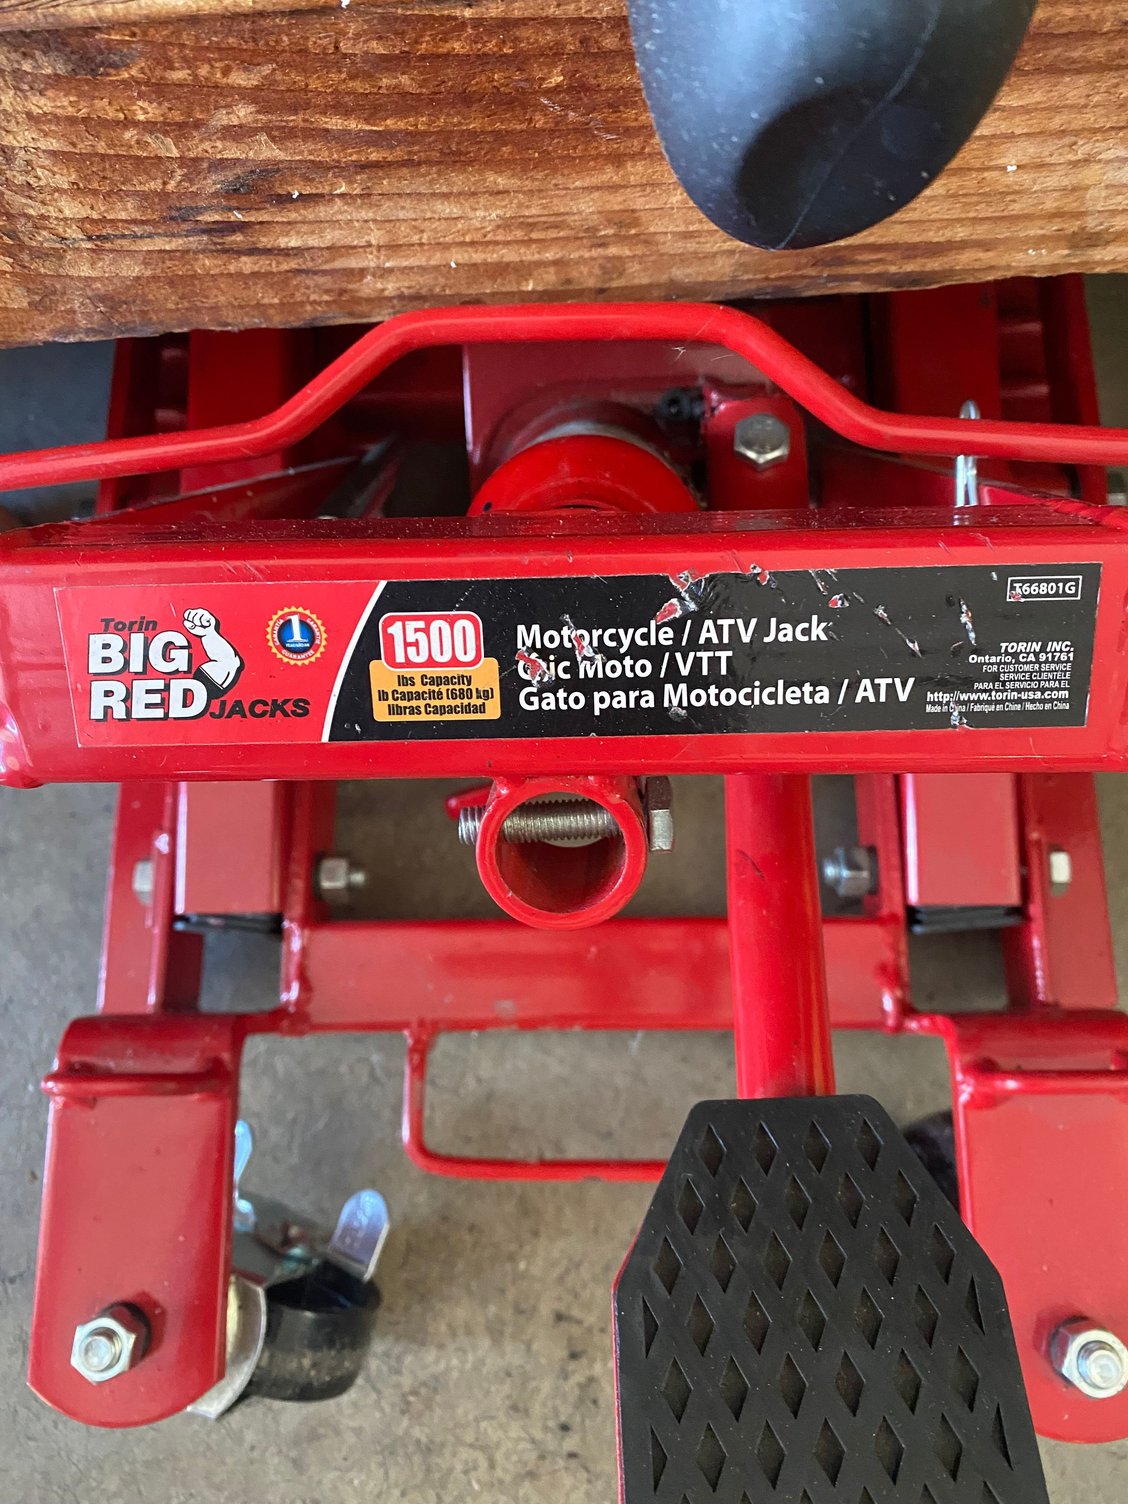 Torin
BIG
RED JACKS
1
1500
lbs Capacity
lb Capacité (680 kg)
libras Capacidad
Motorcycle / ATV Jack
Cric Moto / VTT
Gato para Motocicleta / ATV
T66801G
TORIN INC.
Ontario, CA 91761
FOR CUSTOMER SERVICE
SERVICE CLIENTÈLE
PARA EL SERVICIO PARA EL
http://www.torin-usa.com
Made in China / Fabriqué en Chine / Hecho en China